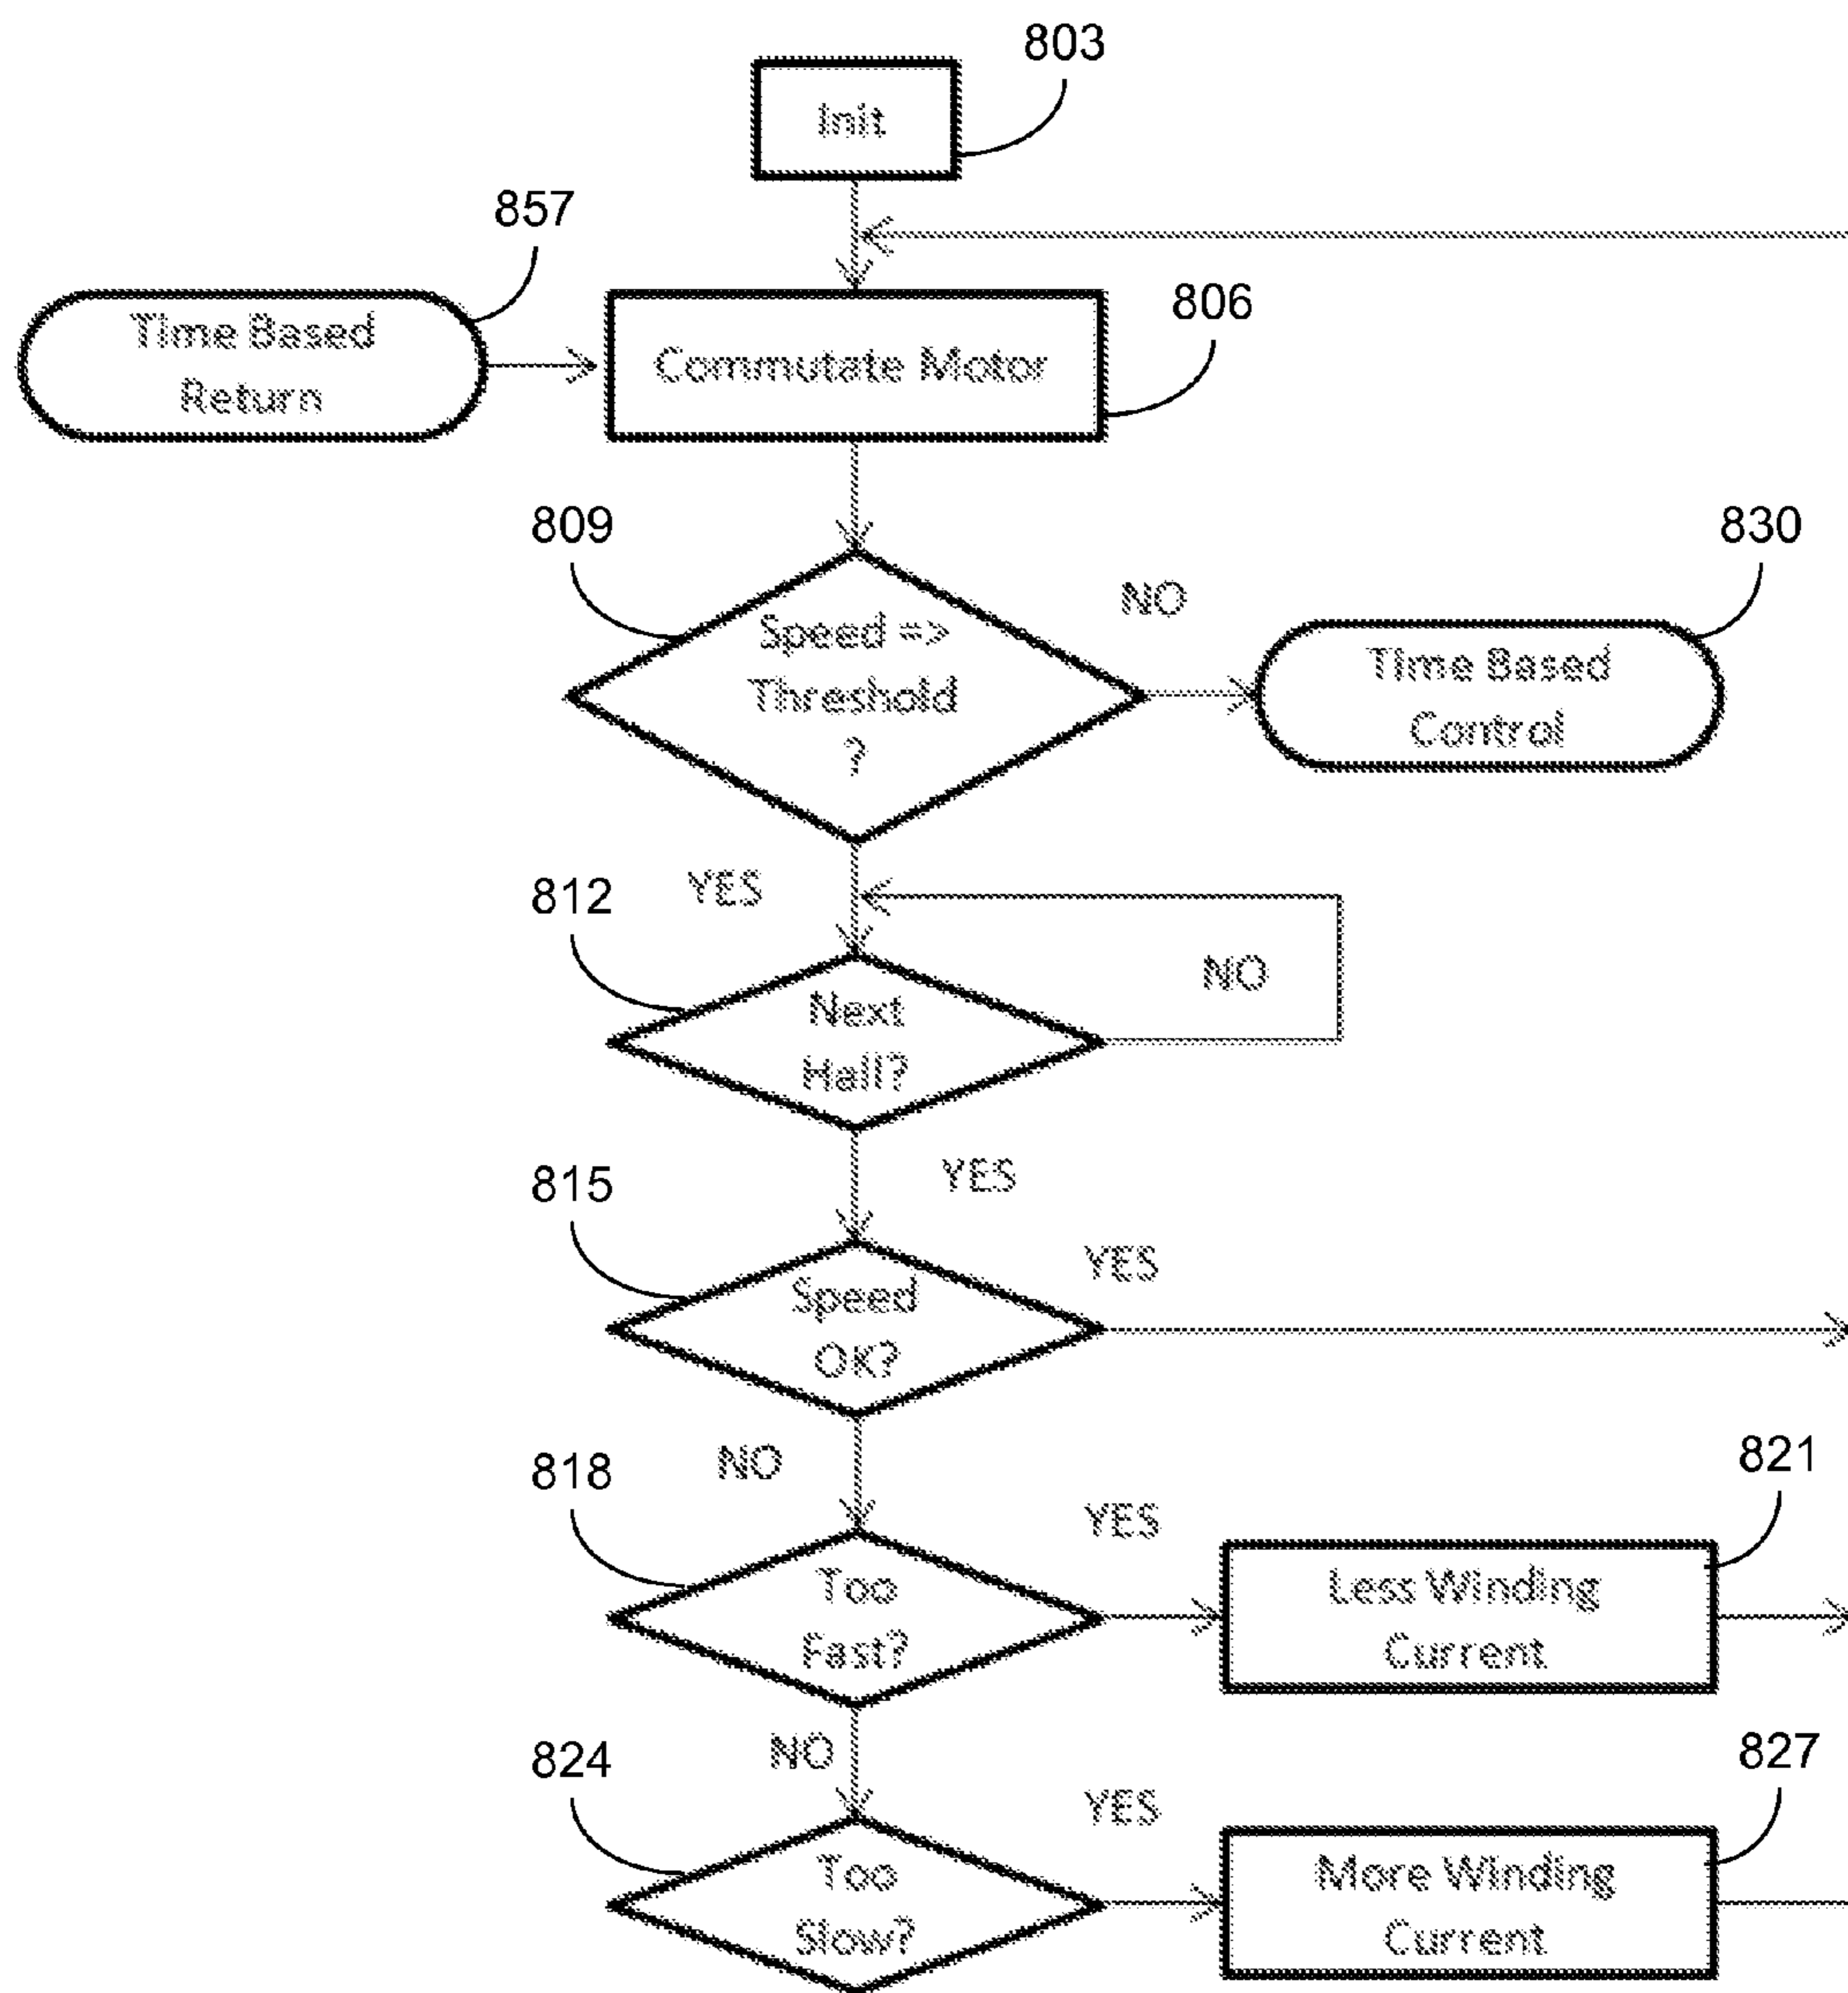 803
Init
857
Time Based
Return
806
Commutate Motor
809
Speed =>
Threshold
?
NO
830
Time Based
Control
YES
812
Next
Hall?
NO
YES
815
Speed
OK?
YES
NO
818
Too
Fast?
YES
821
Less Winding
Current
NO
824
Too
Slow?
YES
827
More Winding
Current